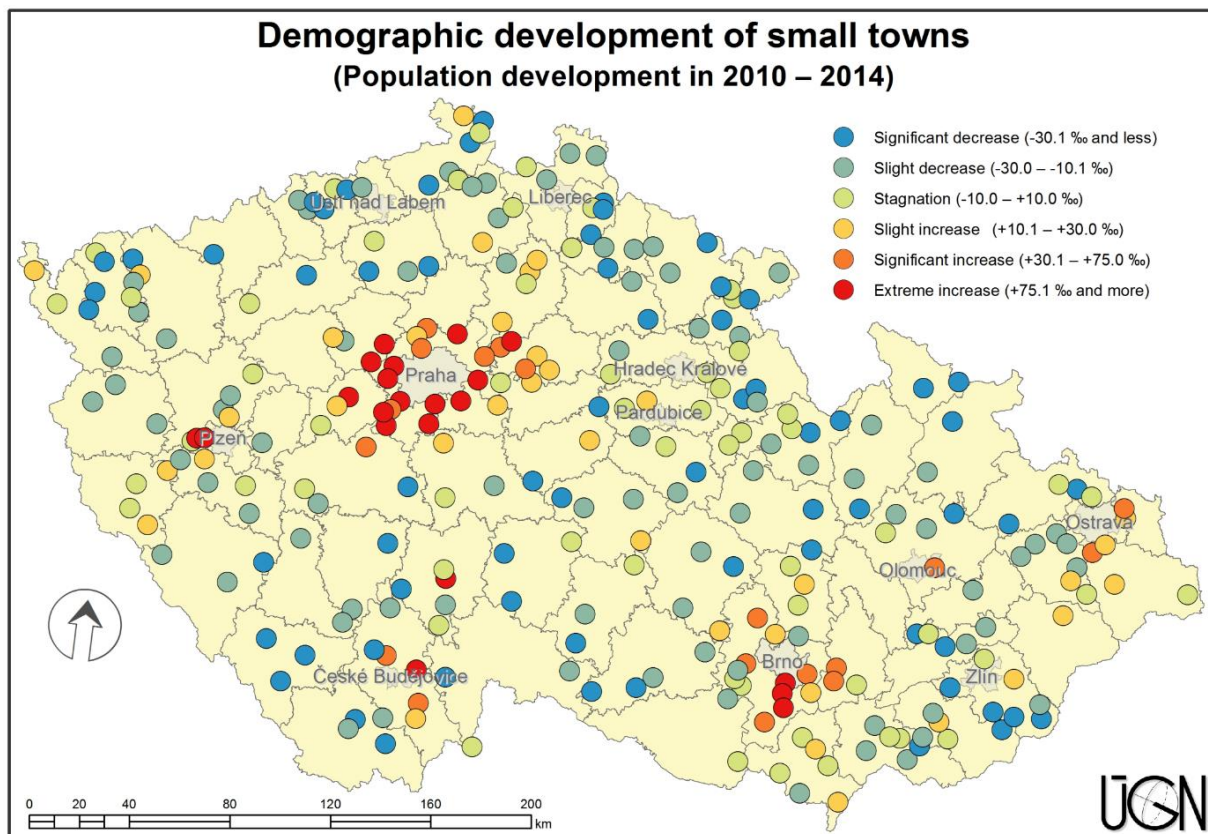 Demographic development of small towns
(Population development in 2010 – 2014)
Significant decrease (-30.1 ‰ and less)
Slight decrease (-30.0 – -10.1 ‰)
Stagnation (-10.0 – +10.0 ‰)
Slight increase (+10.1 – +30.0 ‰)
Significant increase (+30.1 – +75.0 ‰)
Extreme increase (+75.1 ‰ and more)
Ústí nad Labem
Liberec
Praha
Hradec Králové
Pardubice
Plzeň
Ostrava
Olomouc
Brno
Zlín
České Budějovice
0 20 40 80 120 160 200
km
ÚGN